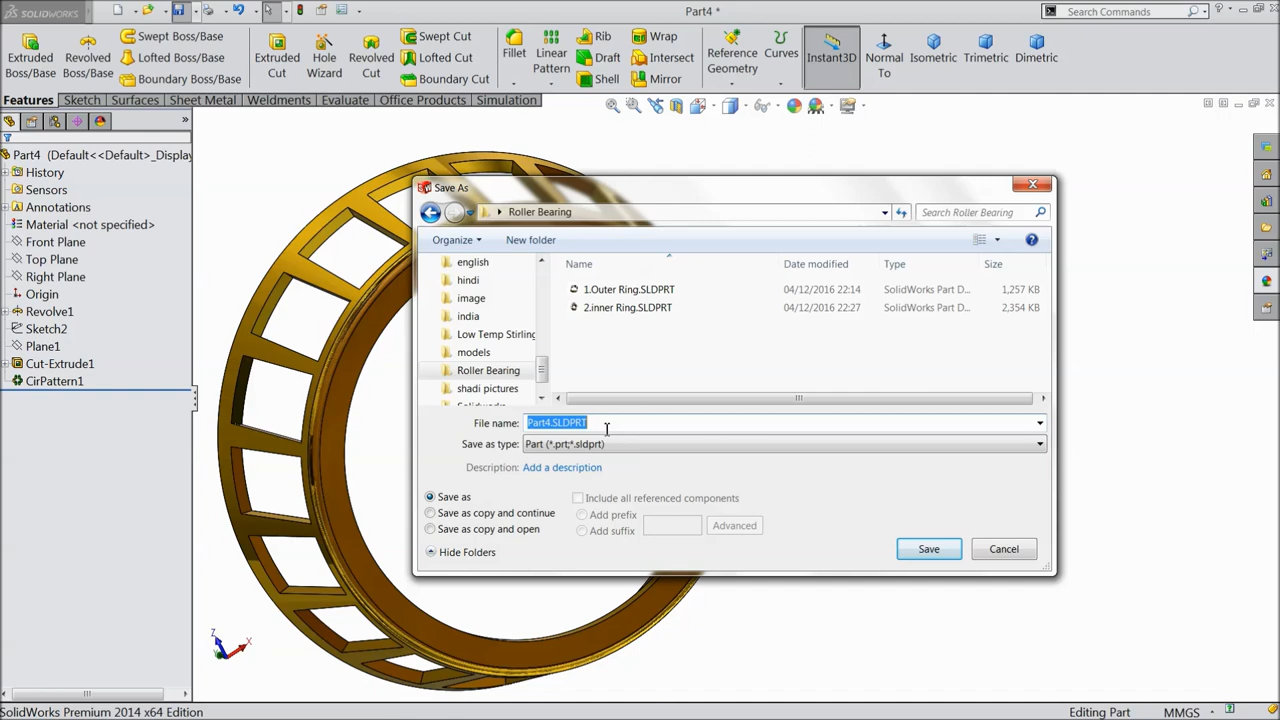 SOLIDWORKS
Part4 *
Search Commands
Extruded Boss/Base
Revolved Boss/Base
Swept Boss/Base
Lofted Boss/Base
Boundary Boss/Base
Extruded Cut
Hole Wizard
Revolved Cut
Swept Cut
Lofted Cut
Boundary Cut
Fillet
Linear Pattern
Rib
Draft
Shell
Wrap
Intersect
Mirror
Reference Geometry
Curves
Instant3D
Normal To
Isometric
Trimetric
Dimetric
Features
Sketch
Surfaces
Sheet Metal
Weldments
Evaluate
Office Products
Simulation
Part4 (Default<<Default>_Display
History
Sensors
Annotations
Material <not specified>
Front Plane
Top Plane
Right Plane
Origin
Revolve1
Sketch2
Plane1
Cut-Extrude1
CirPattern1
Save As
Roller Bearing
Search Roller Bearing
Organize
New folder
english
hindi
image
india
Low Temp Stirling
models
Roller Bearing
shadi pictures
Name
Date modified
Type
Size
1.Outer Ring.SLDPRT 04/12/2016 22:14 SolidWorks Part D... 1,257 KB
2.inner Ring.SLDPRT 04/12/2016 22:27 SolidWorks Part D... 2,354 KB
File name: Part4.SLDPRT
Save as type: Part (*.prt;*.sldprt)
Description: Add a description
Save as
Save as copy and continue
Save as copy and open
Include all referenced components
Add prefix
Add suffix
Advanced
Hide Folders
Save
Cancel
Z
X
Y
SolidWorks Premium 2014 x64 Edition
Editing Part
MMGS